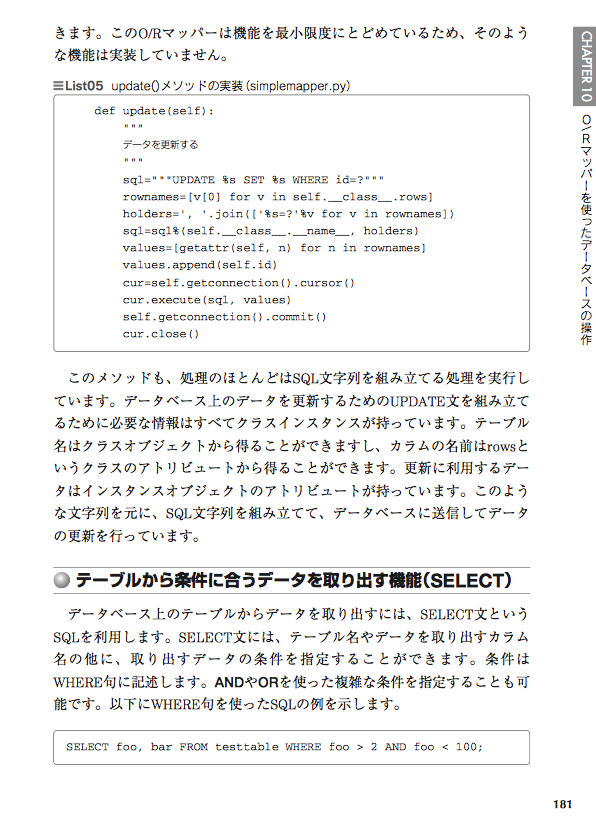 きます。このO/Rマッパーは機能を最小限度にとどめているため、そのよう
な機能は実装していません。
List05 update()メソッドの実装（simplemapper.py）
def update(self):
"""
データを更新する
"""
sql="""UPDATE %s SET %s WHERE id=?"""
rownames=[v[0] for v in self.__class__.rows]
holders=', '.join(['%s=?'%v for v in rownames])
sql=sql%(self.__class__.__name__, holders)
values=[getattr(self, n) for n in rownames]
values.append(self.id)
cur=self.getconnection().cursor()
cur.execute(sql, values)
self.getconnection().commit()
cur.close()
このメソッドも、処理のほとんどはSQL文字列を組み立てる処理を実行し
ています。データベース上のデータを更新するためのUPDATE文を組み立て
るために必要な情報はすべてクラスインスタンスが持っています。テーブル
名はクラスオブジェクトから得ることができますし、カラムの名前はrowsと
いうクラスのアトリビュートから得ることができます。更新に利用するデー
タはインスタンスオブジェクトのアトリビュートが持っています。このよう
な文字列を元に、SQL文字列を組み立てて、データベースに送信してデータ
の更新を行っています。
テーブルから条件に合うデータを取り出す機能（SELECT）
データベース上のテーブルからデータを取り出すには、SELECT文という
SQLを利用します。SELECT文には、テーブル名やデータを取り出すカラム
名の他に、取り出すデータの条件を指定することができます。条件は
WHERE句に記述します。ANDやORを使った複雑な条件を指定することも可
能です。以下にWHERE句を使ったSQLの例を示します。
SELECT foo, bar FROM testtable WHERE foo > 2 AND foo < 100;
CHAPTER 10
O/Rマッパーを使ったデータベースの操作
181